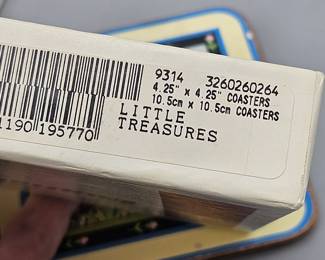 9314 3260260264
4.25" x 4.25" COASTERS
10.5cm x 10.5cm COASTERS
LITTLE
TREASURES
1190 195770